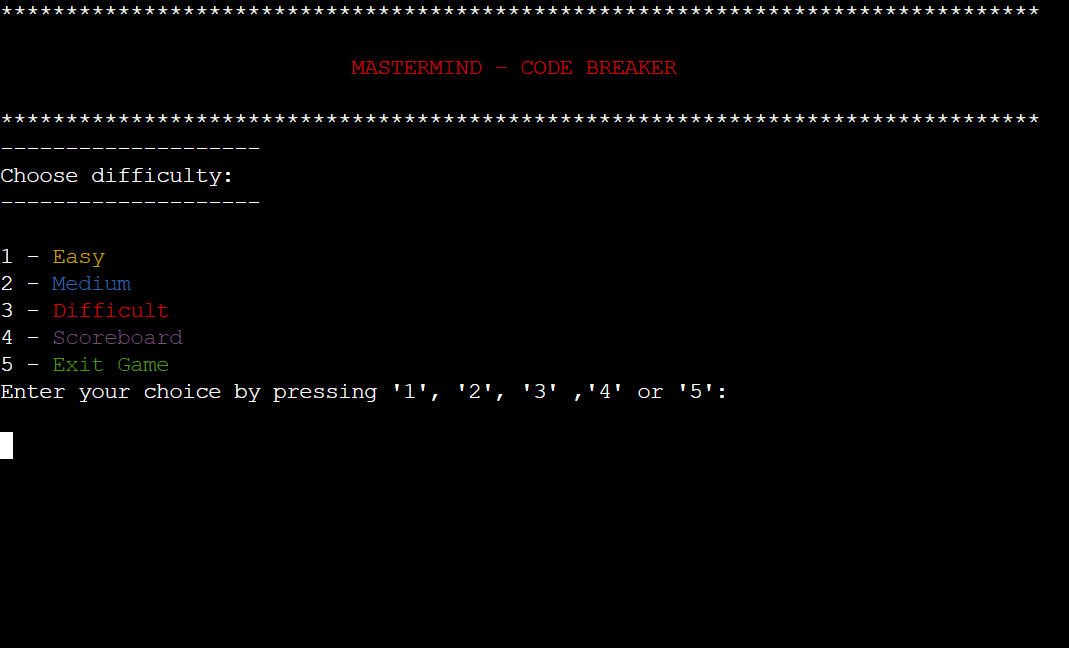 ********************************************************************************
MASTERMIND - CODE BREAKER
********************************************************************************
--------------------
Choose difficulty:
--------------------
1 - Easy
2 - Medium
3 - Difficult
4 - Scoreboard
5 - Exit Game
Enter your choice by pressing '1', '2', '3' ,'4' or '5':